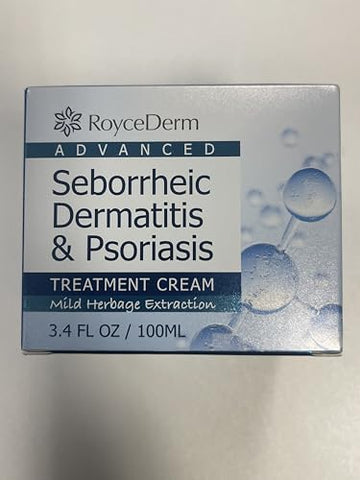 RoyceDerm
ADVANCED
Seborrheic
Dermatitis
& Psoriasis
TREATMENT CREAM
Mild Herbage Extraction
3.4 FL OZ / 100ML